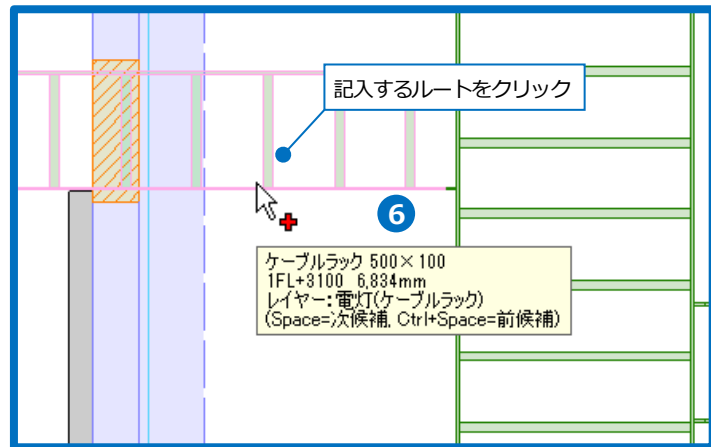 記入するルートをクリック
6
ケーブルラック 500×100
1FL+3100 6,834mm
レイヤー：電灯(ケーブルラック)
(Space=次候補, Ctrl+Space=前候補)